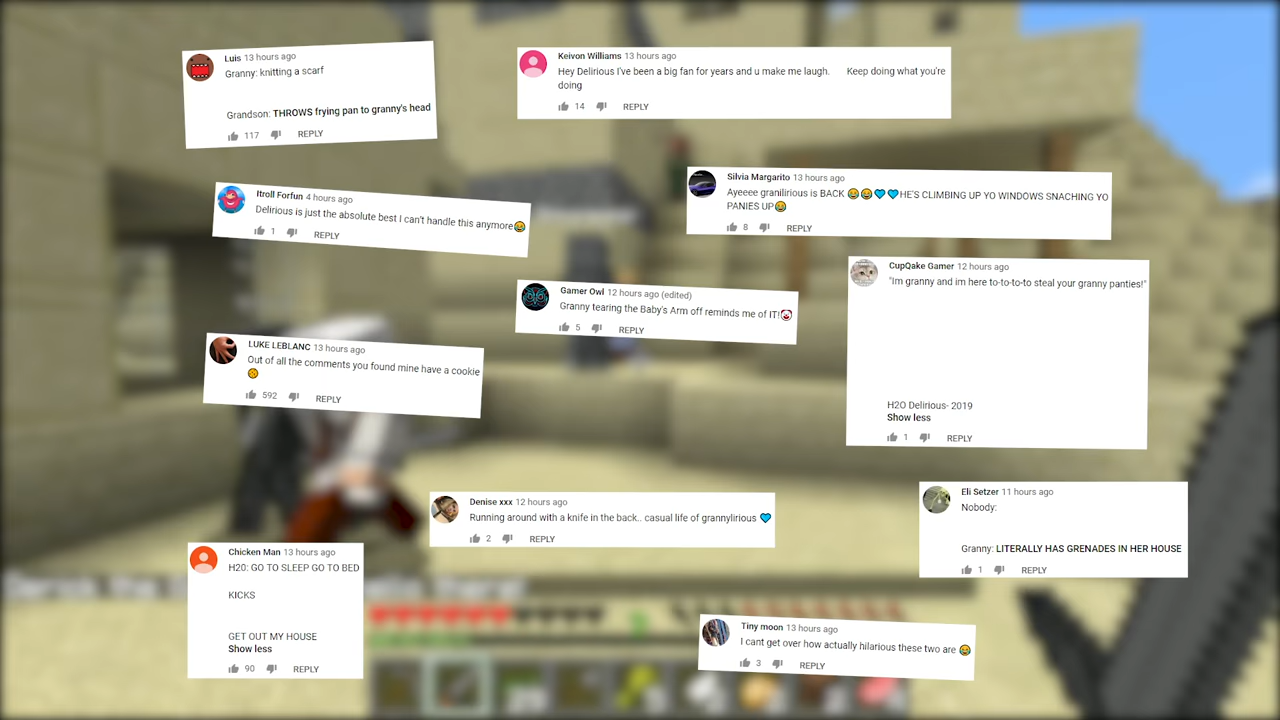 Luis 13 hours ago
Granny: knitting a scarf
Grandson: THROWS frying pan to granny's head
117 REPLY
Keivon Williams 13 hours ago
Hey Delirious I've been a big fan for years and u make me laugh. Keep doing what you're
doing
14 REPLY
Itroll Forfun 4 hours ago
Delirious is just the absolute best I can't handle this anymore😂
1 REPLY
Silvia Margarito 13 hours ago
Ayeeee granilirious is BACK 😂😂💙💙HE'S CLIMBING UP YO WINDOWS SNACHING YO
PANIES UP😂
8 REPLY
Gamer Owl 12 hours ago (edited)
Granny tearing the Baby's Arm off reminds me of IT!🤡
5 REPLY
CupQake Gamer 12 hours ago
"Im granny and im here to-to-to-to steal your granny panties!"
H2O Delirious- 2019
Show less
1 REPLY
LUKE LEBLANC 13 hours ago
Out of all the comments you found mine have a cookie
🍪
592 REPLY
Denise xxx 12 hours ago
Running around with a knife in the back.. casual life of grannylirious 💙
2 REPLY
Eli Setzer 11 hours ago
Nobody:
Granny: LITERALLY HAS GRENADES IN HER HOUSE
1 REPLY
Chicken Man 13 hours ago
H20: GO TO SLEEP GO TO BED
KICKS
GET OUT MY HOUSE
Show less
90 REPLY
Tiny moon 13 hours ago
I cant get over how actually hilarious these two are 😂
3 REPLY